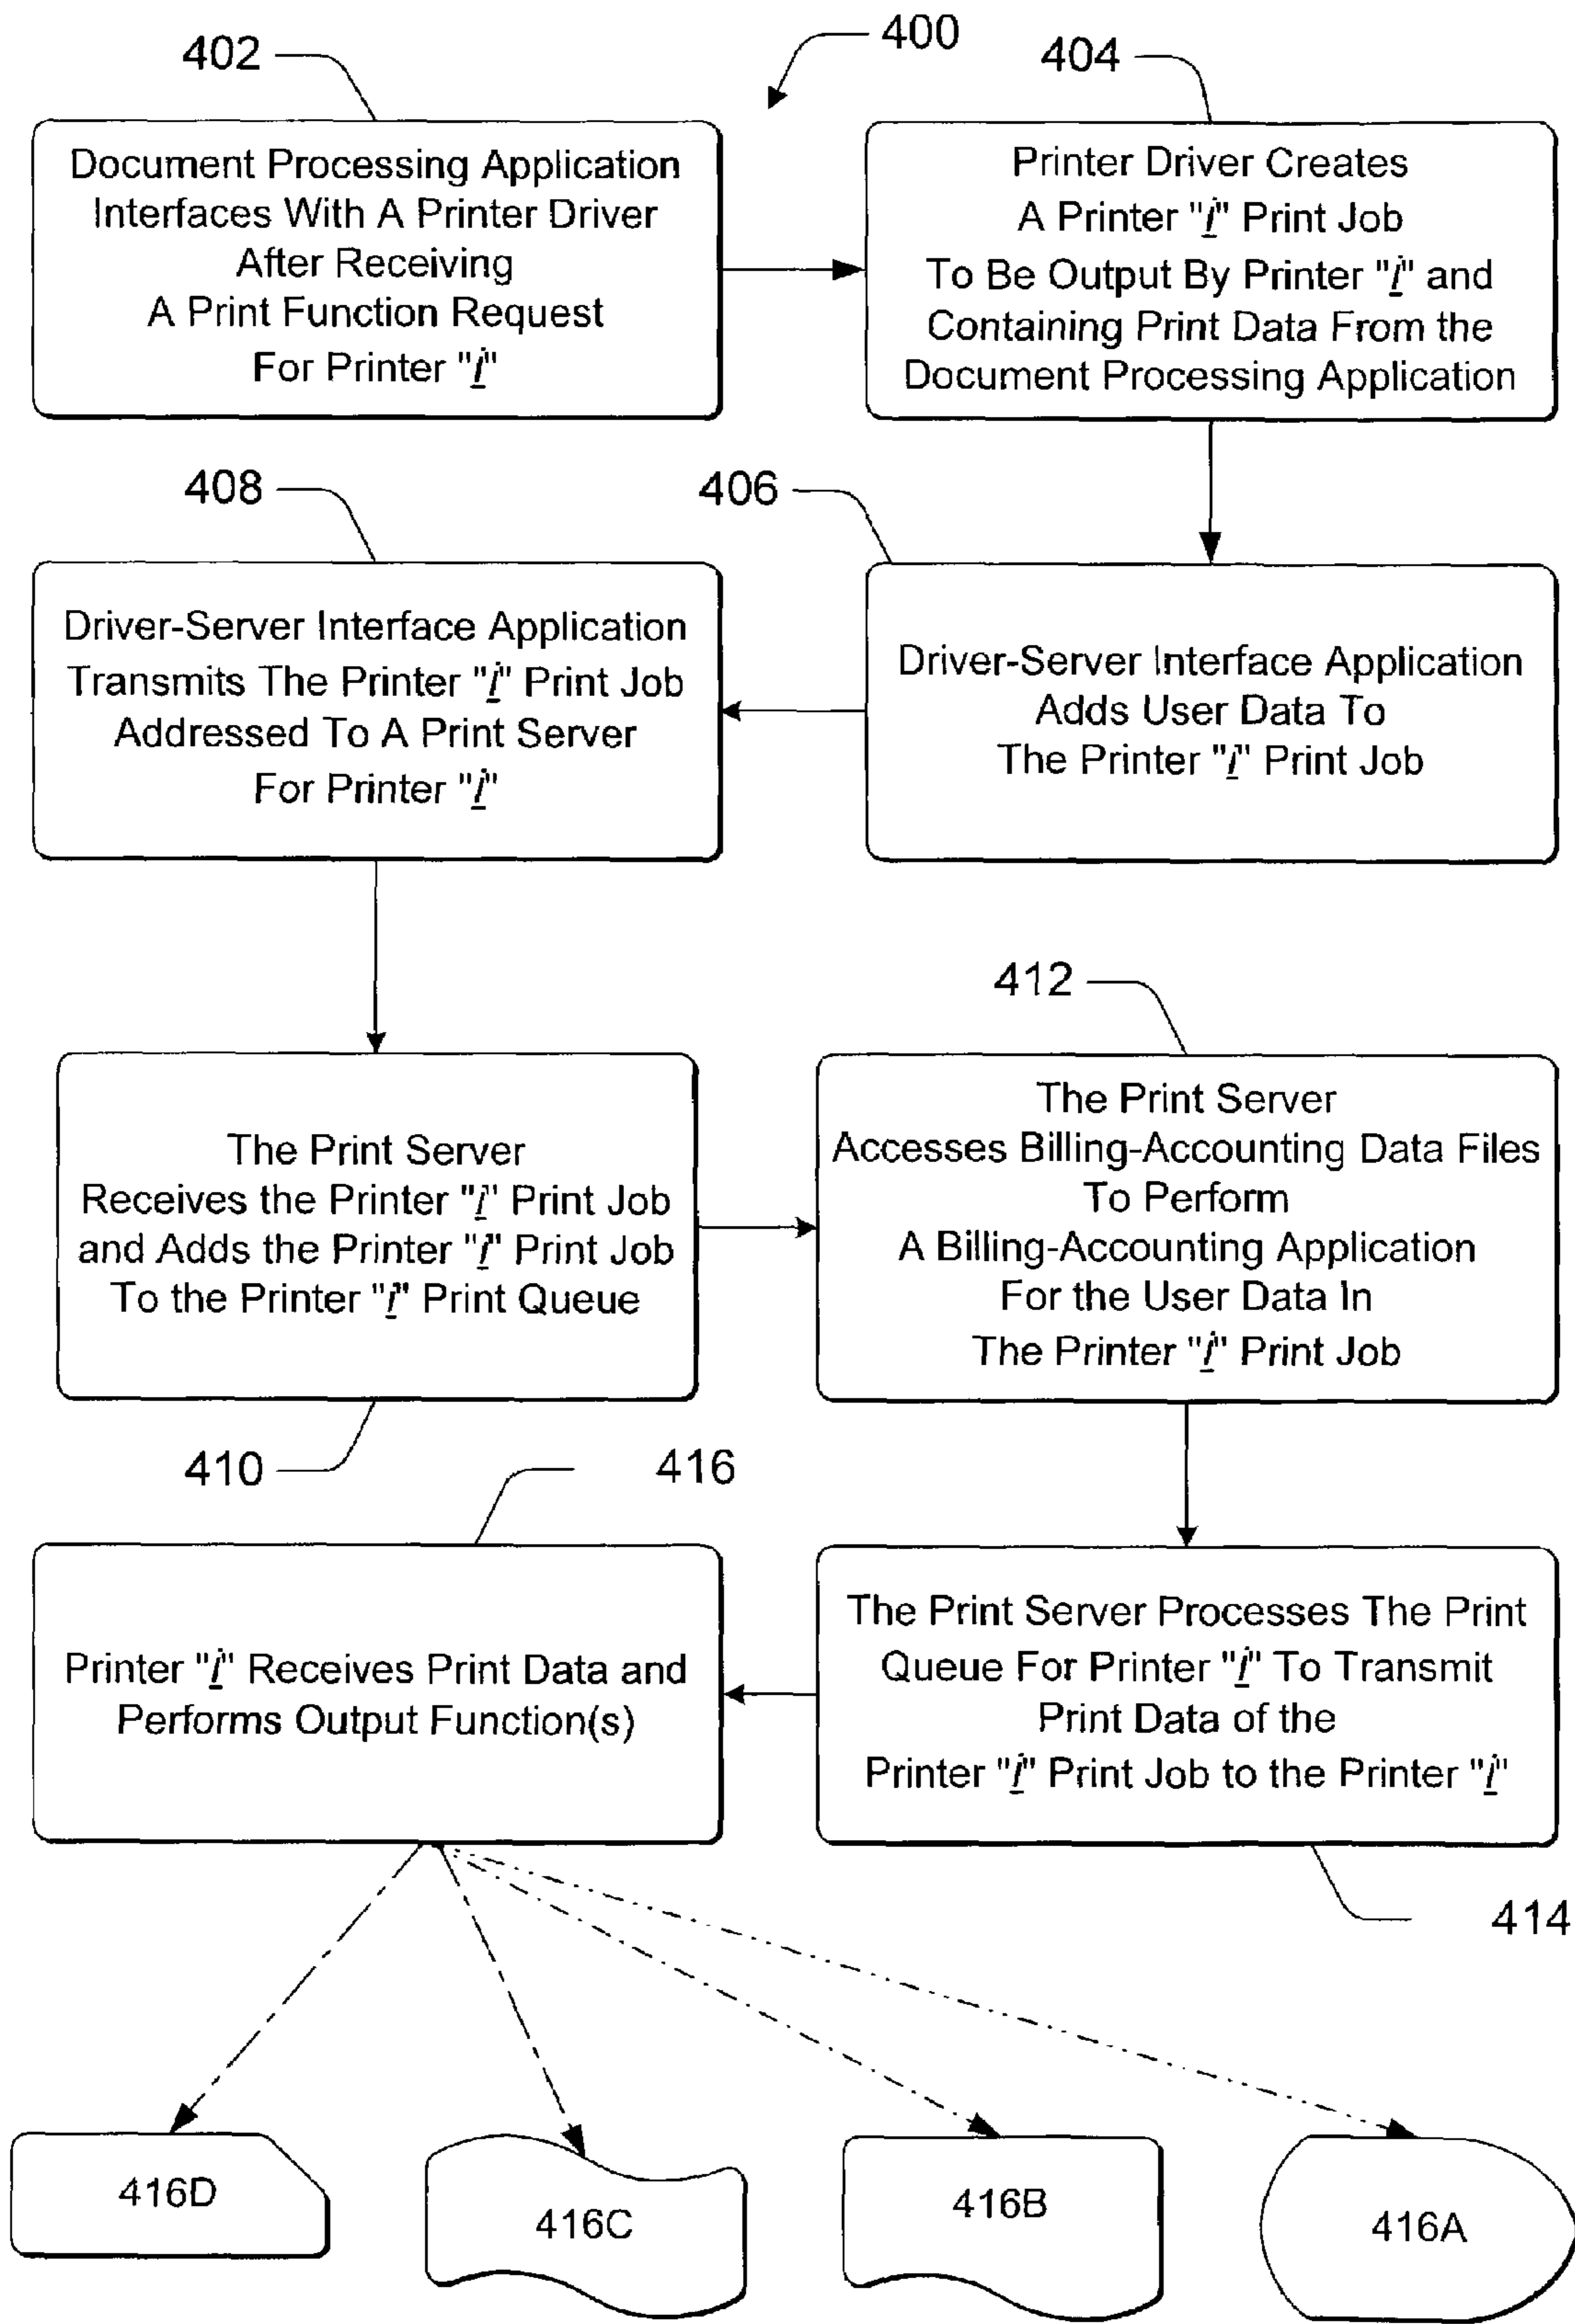 400
402
Document Processing Application
Interfaces With A Printer Driver
After Receiving
A Print Function Request
For Printer "i"
404
Printer Driver Creates
A Printer "i" Print Job
To Be Output By Printer "i" and
Containing Print Data From the
Document Processing Application
406
Driver-Server Interface Application
Adds User Data To
The Printer "i" Print Job
408
Driver-Server Interface Application
Transmits The Printer "i" Print Job
Addressed To A Print Server
For Printer "i"
The Print Server
Receives the Printer "i" Print Job
and Adds the Printer "i" Print Job
To the Printer "i" Print Queue
410
412
The Print Server
Accesses Billing-Accounting Data Files
To Perform
A Billing-Accounting Application
For the User Data In
The Printer "i" Print Job
The Print Server Processes The Print
Queue For Printer "i" To Transmit
Print Data of the
Printer "i" Print Job to the Printer "i"
414
416
Printer "i" Receives Print Data and
Performs Output Function(s)
416D
416C
416B
416A